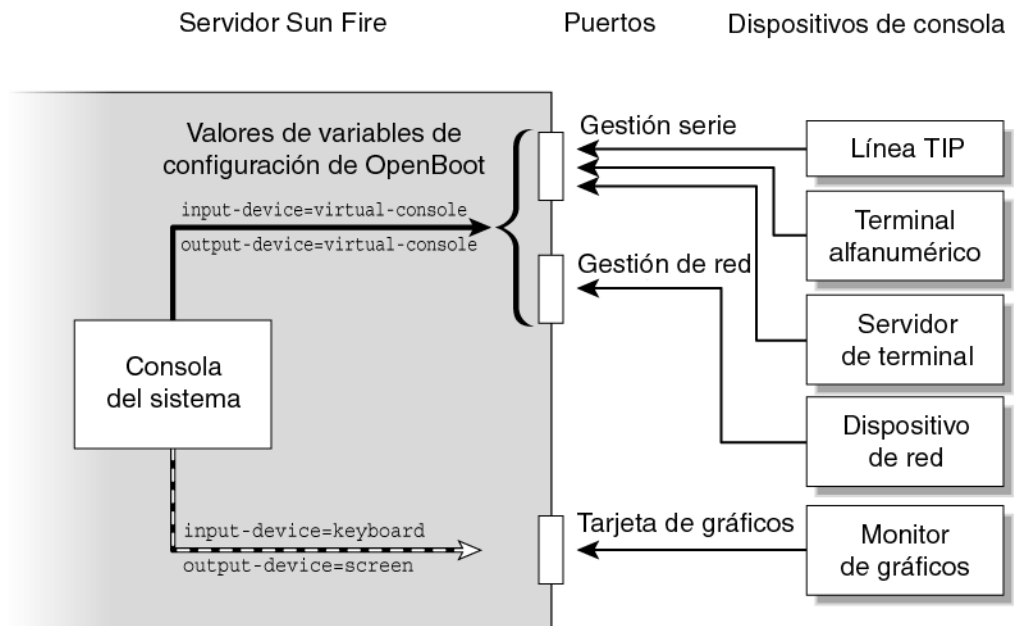 Servidor Sun Fire
Puertos
Dispositivos de consola
Valores de variables de
configuración de OpenBoot
input-device=virtual-console
output-device=virtual-console
Consola
del sistema
input-device=keyboard
output-device=screen
Gestión serie
Gestión de red
Tarjeta de gráficos
Línea TIP
Terminal
alfanumérico
Servidor
de terminal
Dispositivo
de red
Monitor
de gráficos